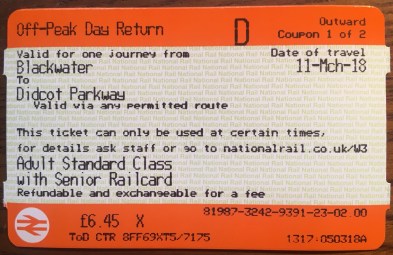 Off-Peak Day Return D Outward
Coupon 1 of 2
Valid for one journey from Date of travel
Blackwater 11-Mch-18
To
Didcot Parkway
Valid via any permitted route
This ticket can only be used at certain times,
for details ask staff or go to nationalrail.co.uk/W3
Adult Standard Class
with Senior Railcard
Refundable and exchangeable for a fee
81987-3242-9391-23-02.00
£6.45 X
ToD CTR 8FF69XT5/7175 1317:050318A